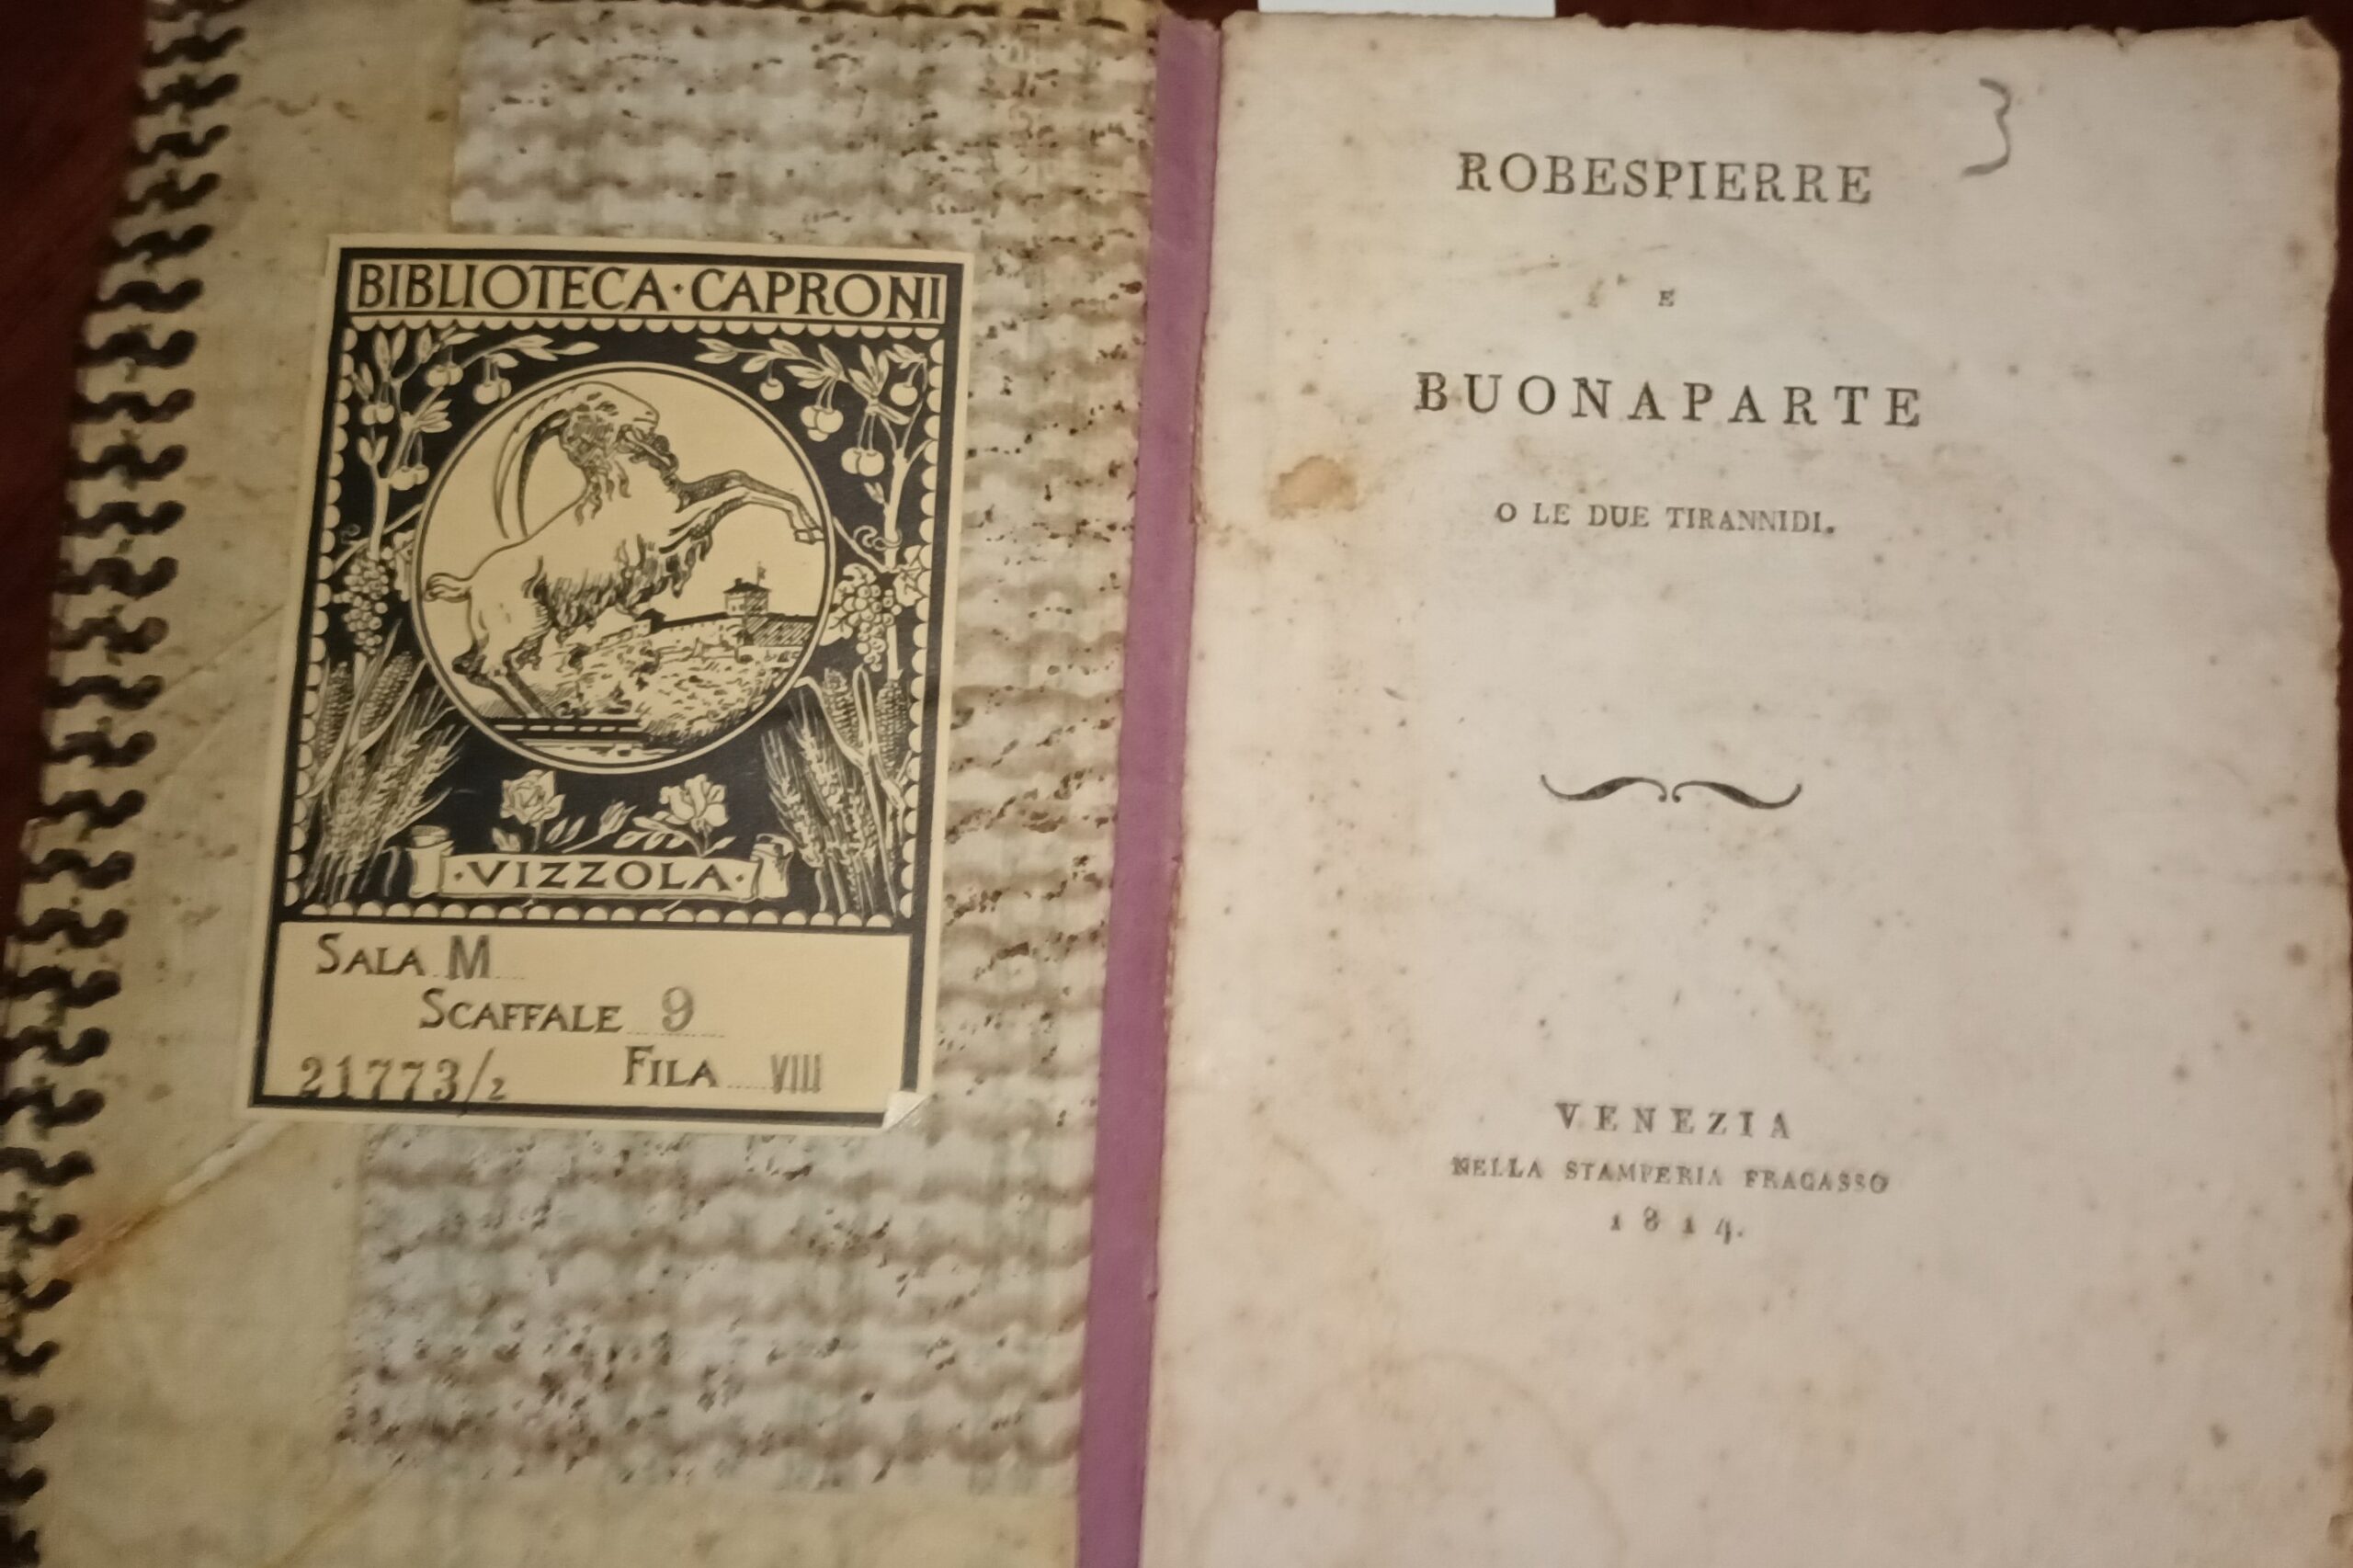 BIBLIOTECA·CAPRONI
·VIZZOLA·
SALA M
SCAFFALE 9
21773/2 FILA VIII
3
ROBESPIERRE
E
BUONAPARTE
O LE DUE TIRANNIDI.
VENEZIA
NELLA STAMPERIA FRACASSO
1814.